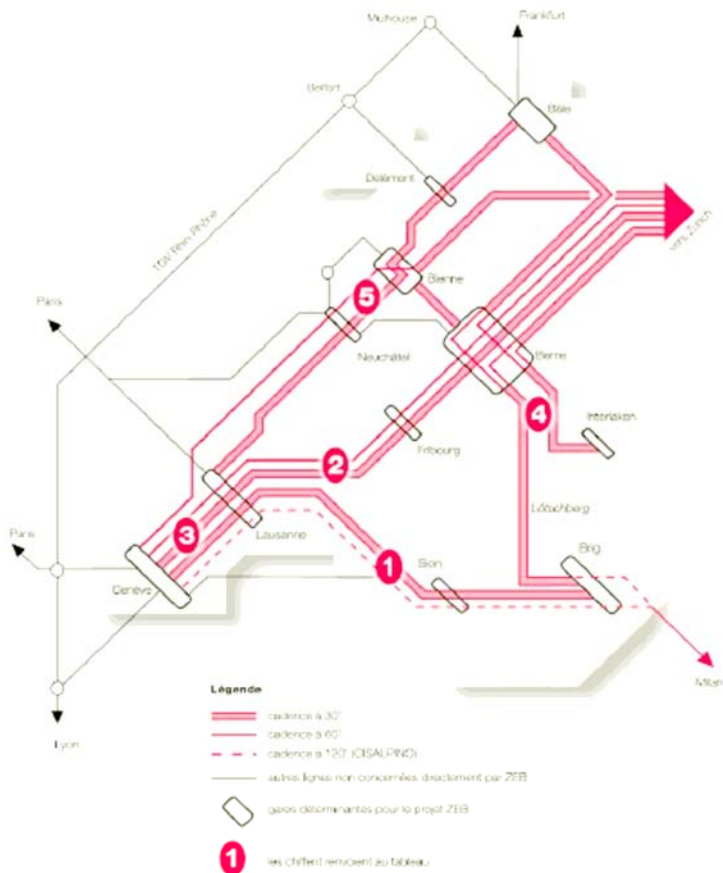 Mulhouse
Frankfurt
Belfort
Bâle
Delémont
TGV Rhin-Rhône
vers Zurich
Bienne
Paris
5
Neuchâtel
Berne
4
Interlaken
2
Fribourg
Lötschberg
3
Paris
Lausanne
Genève
1
Sion
Brig
Milan
Lyon
Légende
cadence à 30'
cadence à 60'
cadence à 120' (CISALPINO)
autres lignes non concernées directement par ZEB
gares déterminantes pour le projet ZEB
1 les chiffent renvoient au tableau